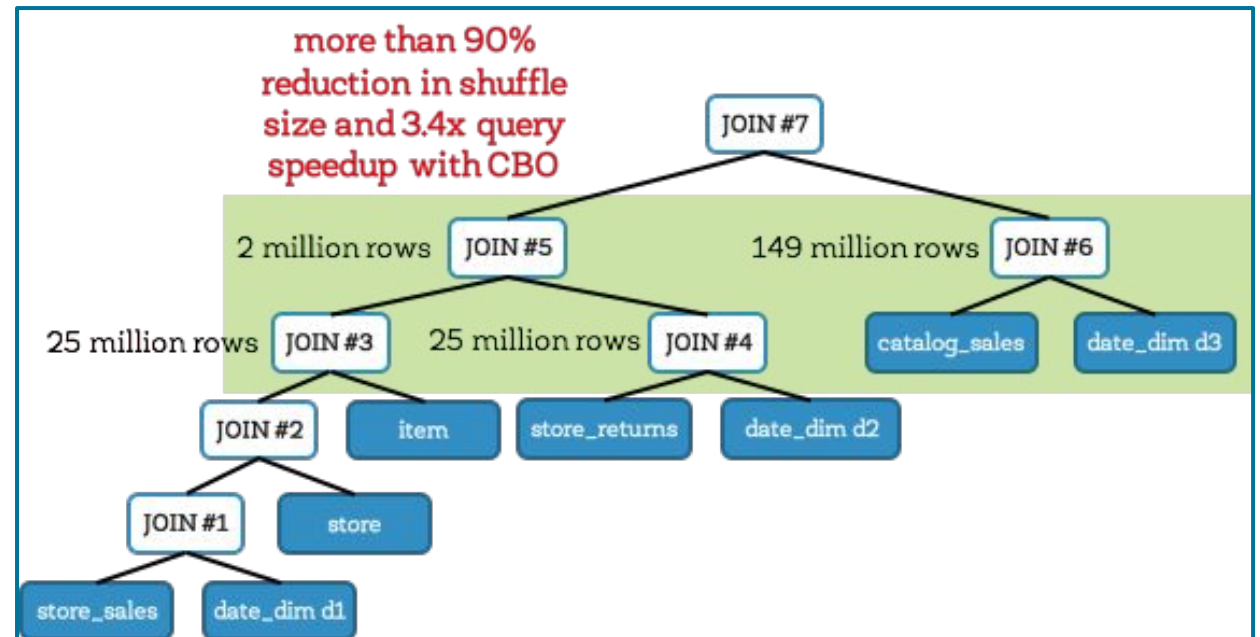 more than 90%
reduction in shuffle
size and 3.4x query
speedup with CBO
JOIN #7
2 million rows
JOIN #5
149 million rows
JOIN #6
25 million rows
JOIN #3
25 million rows
JOIN #4
catalog_sales
date_dim d3
JOIN #2
item
store_returns
date_dim d2
JOIN #1
store
store_sales
date_dim d1